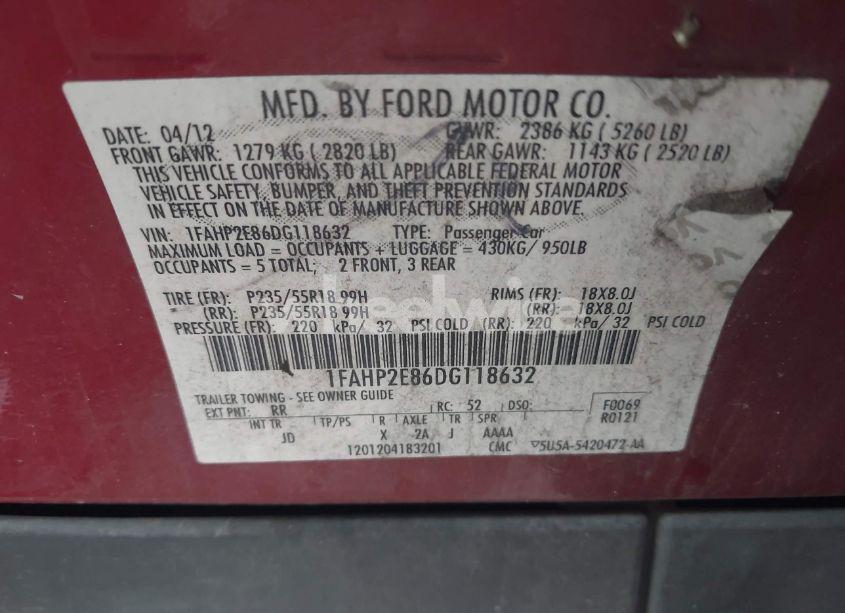 MFD. BY FORD MOTOR CO.
DATE: 04/12 GVWR: 2386 KG ( 5260 LB)
FRONT GAWR: 1279 KG ( 2820 LB) REAR GAWR: 1143 KG ( 2520 LB)
THIS VEHICLE CONFORMS TO ALL APPLICABLE FEDERAL MOTOR
VEHICLE SAFETY, BUMPER, AND THEFT PREVENTION STANDARDS
IN EFFECT ON THE DATE OF MANUFACTURE SHOWN ABOVE.
VIN: 1FAHP2E86DG118632 TYPE: Passenger Car
MAXIMUM LOAD = OCCUPANTS + LUGGAGE = 430KG/ 950LB
OCCUPANTS = 5 TOTAL; 2 FRONT, 3 REAR
TIRE (FR): P235/55R18 99H RIMS (FR): 18X8.0J
(RR): P235/55R18 99H (RR): 18X8.0J
PRESSURE (FR): 220 kPa/ 32 PSI COLD (RR): 220 kPa/ 32 PSI COLD
1FAHP2E86DG118632
TRAILER TOWING - SEE OWNER GUIDE
EXT PNT: RR RC: 52 DSO: F0069
INT TR TP/PS R AXLE TR SPR R0121
JD X 2A J AAAA
1201204183201 CMC ▽5U5A-5420472-AA